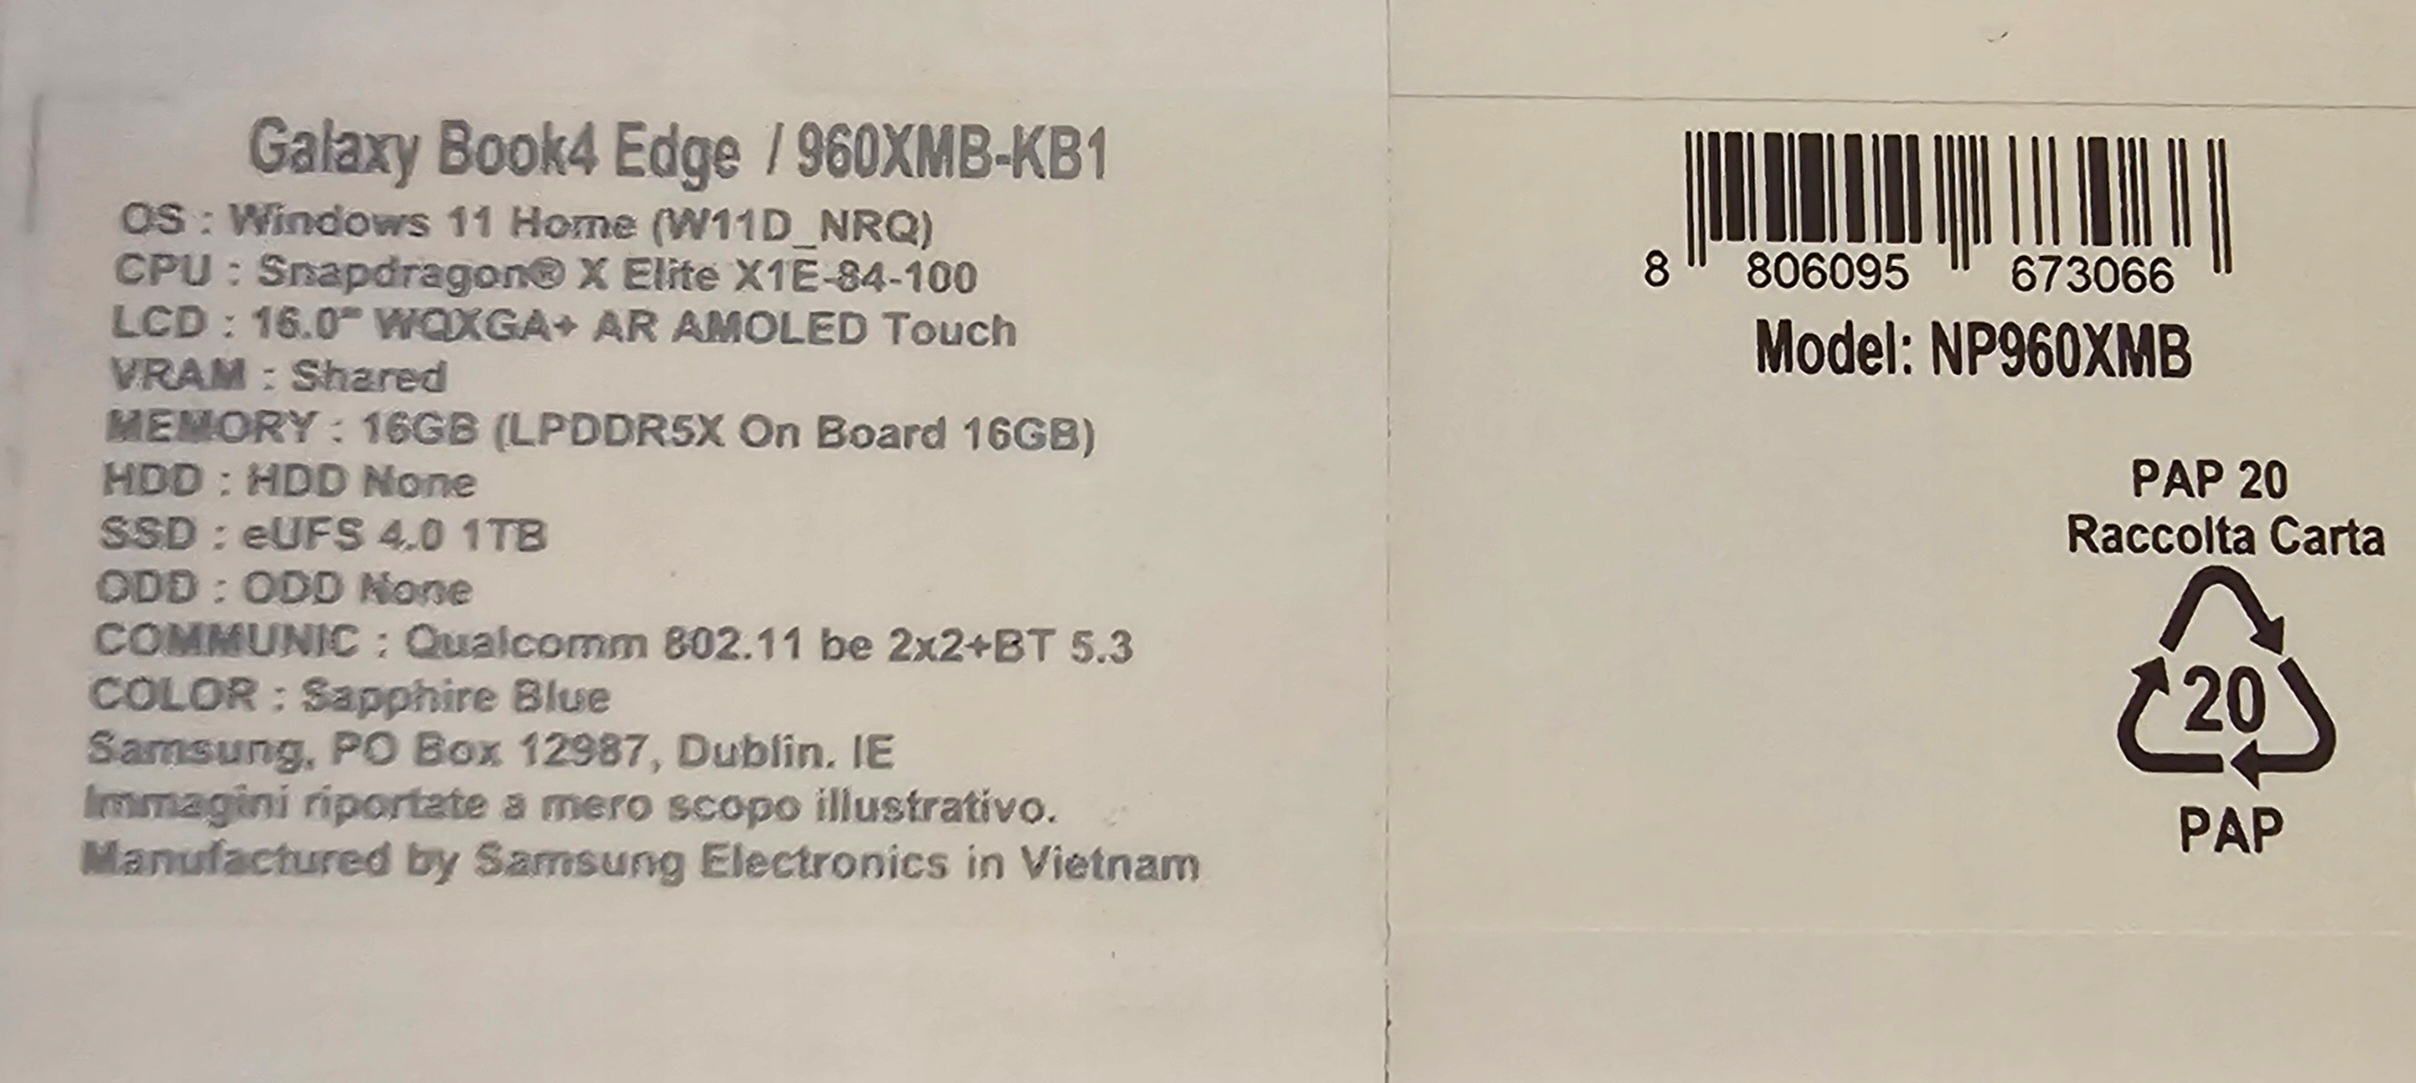 Galaxy Book4 Edge / 960XMB-KB1
OS : Windows 11 Home (W11D_NRQ)
CPU : Snapdragon® X Elite X1E-84-100
LCD : 16.0" WQXGA+ AR AMOLED Touch
VRAM : Shared
MEMORY : 16GB (LPDDR5X On Board 16GB)
HDD : HDD None
SSD : eUFS 4.0 1TB
ODD : ODD None
COMMUNIC : Qualcomm 802.11 be 2x2+BT 5.3
COLOR : Sapphire Blue
Samsung, PO Box 12987, Dublin. IE
Immagini riportate a mero scopo illustrativo.
Manufactured by Samsung Electronics in Vietnam
8 806095 673066
Model: NP960XMB
PAP 20
Raccolta Carta
20
PAP